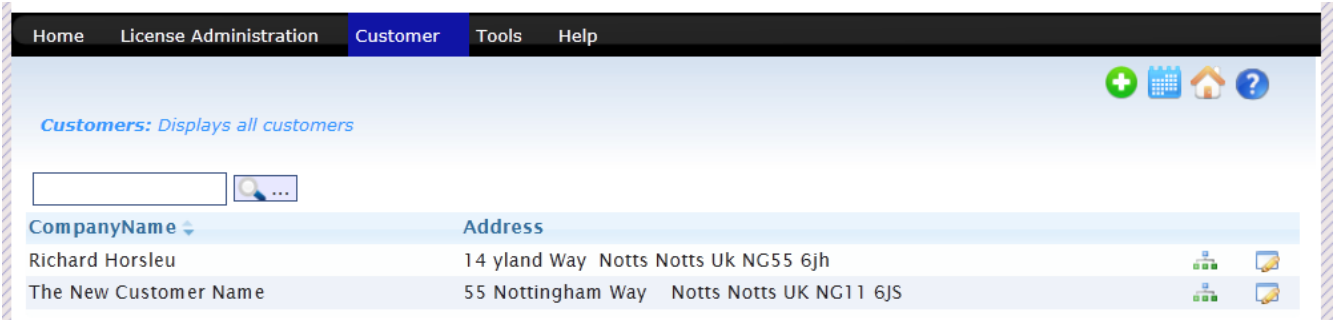 Home License Administration Customer Tools Help
Customers: Displays all customers
...
CompanyName Address
Richard Horsleu 14 yland Way Notts Notts Uk NG55 6jh
The New Customer Name 55 Nottingham Way Notts Notts UK NG11 6JS